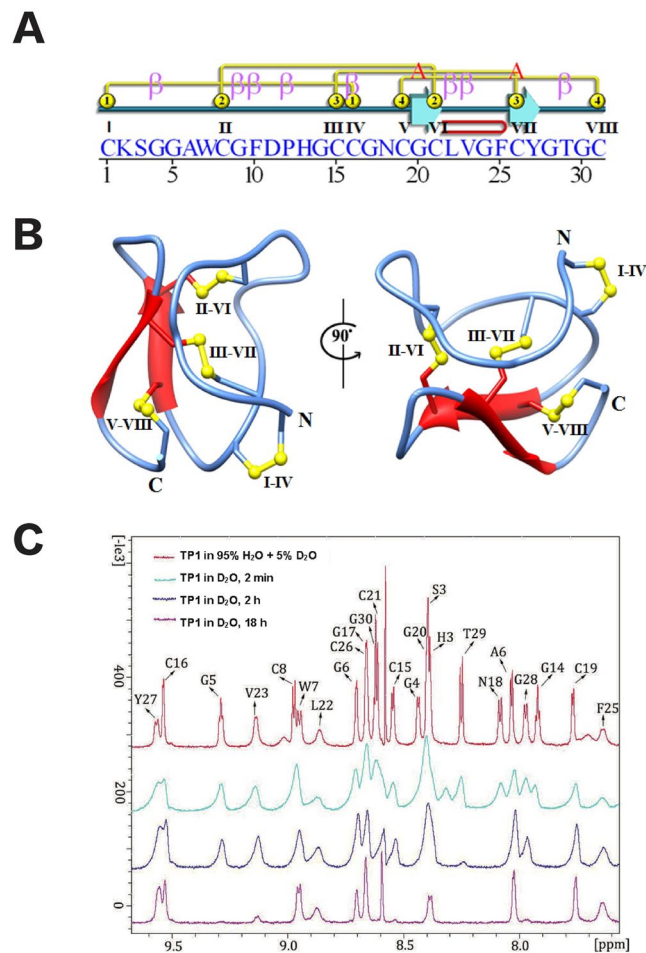 A
β ββ β β A ββ A β
1 2 3 1 4 2 3 4
I II III IV V VI VII VIII
CKSGGAWCGFDPHGCCGNCGCLVGFCYGTGC
1 5 10 15 20 25 30
B
N
I-IV
II-VI
90°
II-VI
III-VII
III-VII
N
C
V-VIII
V-VIII
C
I-IV
C
[-1e3]
TP1 in 95% H₂O + 5% D₂O
TP1 in D₂O, 2 min
TP1 in D₂O, 2 h
TP1 in D₂O, 18 h
C21
S3
G30
G17
G20
H3
T29
C26
C16
A6
C8
G6
C15
G14
C19
G5
W7
G4
N18
G28
Y27
V23
L22
F25
400
200
0
9.5 9.0 8.5 8.0 [ppm]